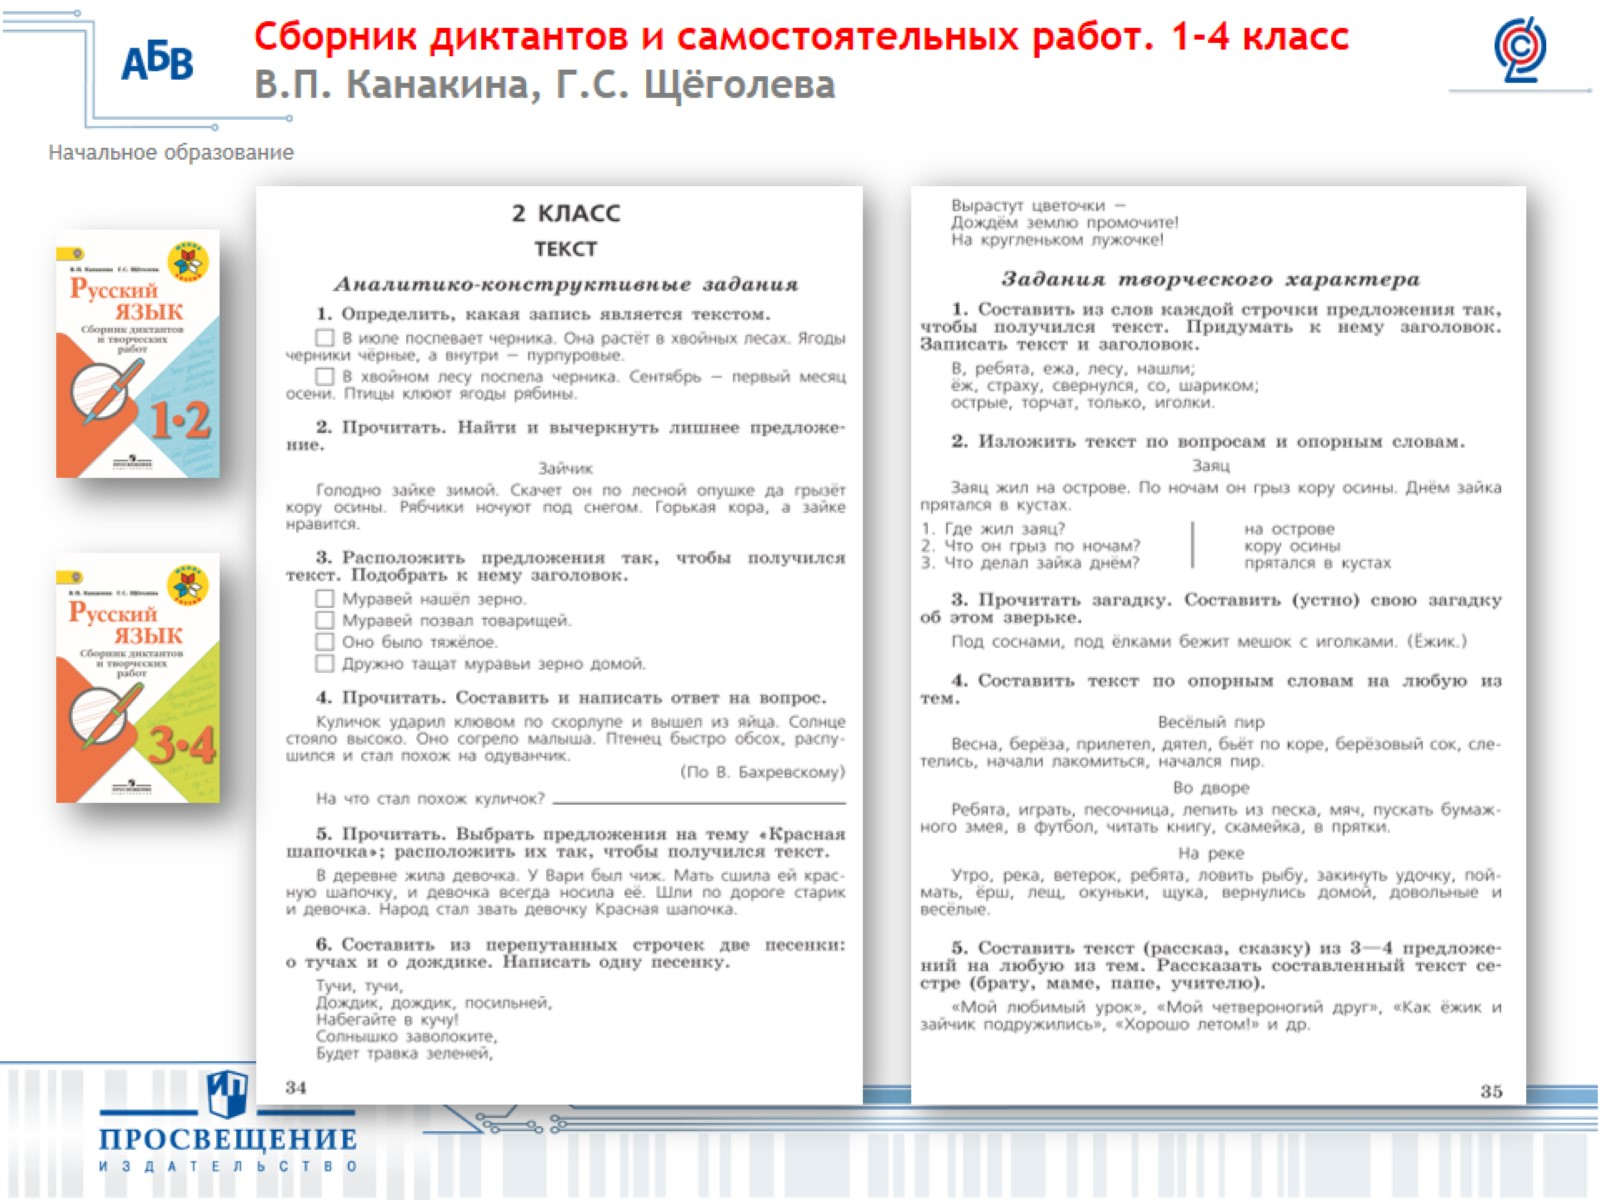 АБВ
Сборник диктантов и самостоятельных работ. 1-4 класс
В.П. Канакина, Г.С. Щёголева
Начальное образование
В.П. Канакина Г.С. Щёголева
Русский
ЯЗЫК
Сборник диктантов
и творческих
работ
1•2
ПРОСВЕЩЕНИЕ
В.П. Канакина Г.С. Щёголева
Русский
ЯЗЫК
Сборник диктантов
и творческих
работ
3•4
ПРОСВЕЩЕНИЕ
2 КЛАСС
ТЕКСТ
Аналитико-конструктивные задания
1. Определить, какая запись является текстом.
В июле поспевает черника. Она растёт в хвойных лесах. Ягоды
черники чёрные, а внутри — пурпуровые.
В хвойном лесу поспела черника. Сентябрь — первый месяц
осени. Птицы клюют ягоды рябины.
2. Прочитать. Найти и вычеркнуть лишнее предложе-
ние.
Зайчик
Голодно зайке зимой. Скачет он по лесной опушке да грызёт
кору осины. Рябчики ночуют под снегом. Горькая кора, а зайке
нравится.
3. Расположить предложения так, чтобы получился
текст. Подобрать к нему заголовок.
Муравей нашёл зерно.
Муравей позвал товарищей.
Оно было тяжёлое.
Дружно тащат муравьи зерно домой.
4. Прочитать. Составить и написать ответ на вопрос.
Куличок ударил клювом по скорлупе и вышел из яйца. Солнце
стояло высоко. Оно согрело малыша. Птенец быстро обсох, распу-
шился и стал похож на одуванчик.
(По В. Бахревскому)
На что стал похож куличок?
5. Прочитать. Выбрать предложения на тему «Красная
шапочка»; расположить их так, чтобы получился текст.
В деревне жила девочка. У Вари был чиж. Мать сшила ей крас-
ную шапочку, и девочка всегда носила её. Шли по дороге старик
и девочка. Народ стал звать девочку Красная шапочка.
6. Составить из перепутанных строчек две песенки:
о тучах и о дождике. Написать одну песенку.
Тучи, тучи,
Дождик, дождик, посильней,
Набегайте в кучу!
Солнышко заволоките,
Будет травка зеленей,
34
Вырастут цветочки —
Дождём землю промочите!
На кругленьком лужочке!
Задания творческого характера
1. Составить из слов каждой строчки предложения так,
чтобы получился текст. Придумать к нему заголовок.
Записать текст и заголовок.
В, ребята, ежа, лесу, нашли;
ёж, страху, свернулся, со, шариком;
острые, торчат, только, иголки.
2. Изложить текст по вопросам и опорным словам.
Заяц
Заяц жил на острове. По ночам он грыз кору осины. Днём зайка
прятался в кустах.
1. Где жил заяц? на острове
2. Что он грыз по ночам? кору осины
3. Что делал зайка днём? прятался в кустах
3. Прочитать загадку. Составить (устно) свою загадку
об этом зверьке.
Под соснами, под ёлками бежит мешок с иголками. (Ёжик.)
4. Составить текст по опорным словам на любую из
тем.
Весёлый пир
Весна, берёза, прилетел, дятел, бьёт по коре, берёзовый сок, сле-
телись, начали лакомиться, начался пир.
Во дворе
Ребята, играть, песочница, лепить из песка, мяч, пускать бумаж-
ного змея, в футбол, читать книгу, скамейка, в прятки.
На реке
Утро, река, ветерок, ребята, ловить рыбу, закинуть удочку, пой-
мать, ёрш, лещ, окуньки, щука, вернулись домой, довольные и
весёлые.
5. Составить текст (рассказ, сказку) из 3—4 предложе-
ний на любую из тем. Рассказать составленный текст се-
стре (брату, маме, папе, учителю).
«Мой любимый урок», «Мой четвероногий друг», «Как ёжик и
зайчик подружились», «Хорошо летом!» и др.
35
ИП
ПРОСВЕЩЕНИЕ
ИЗДАТЕЛЬСТВО